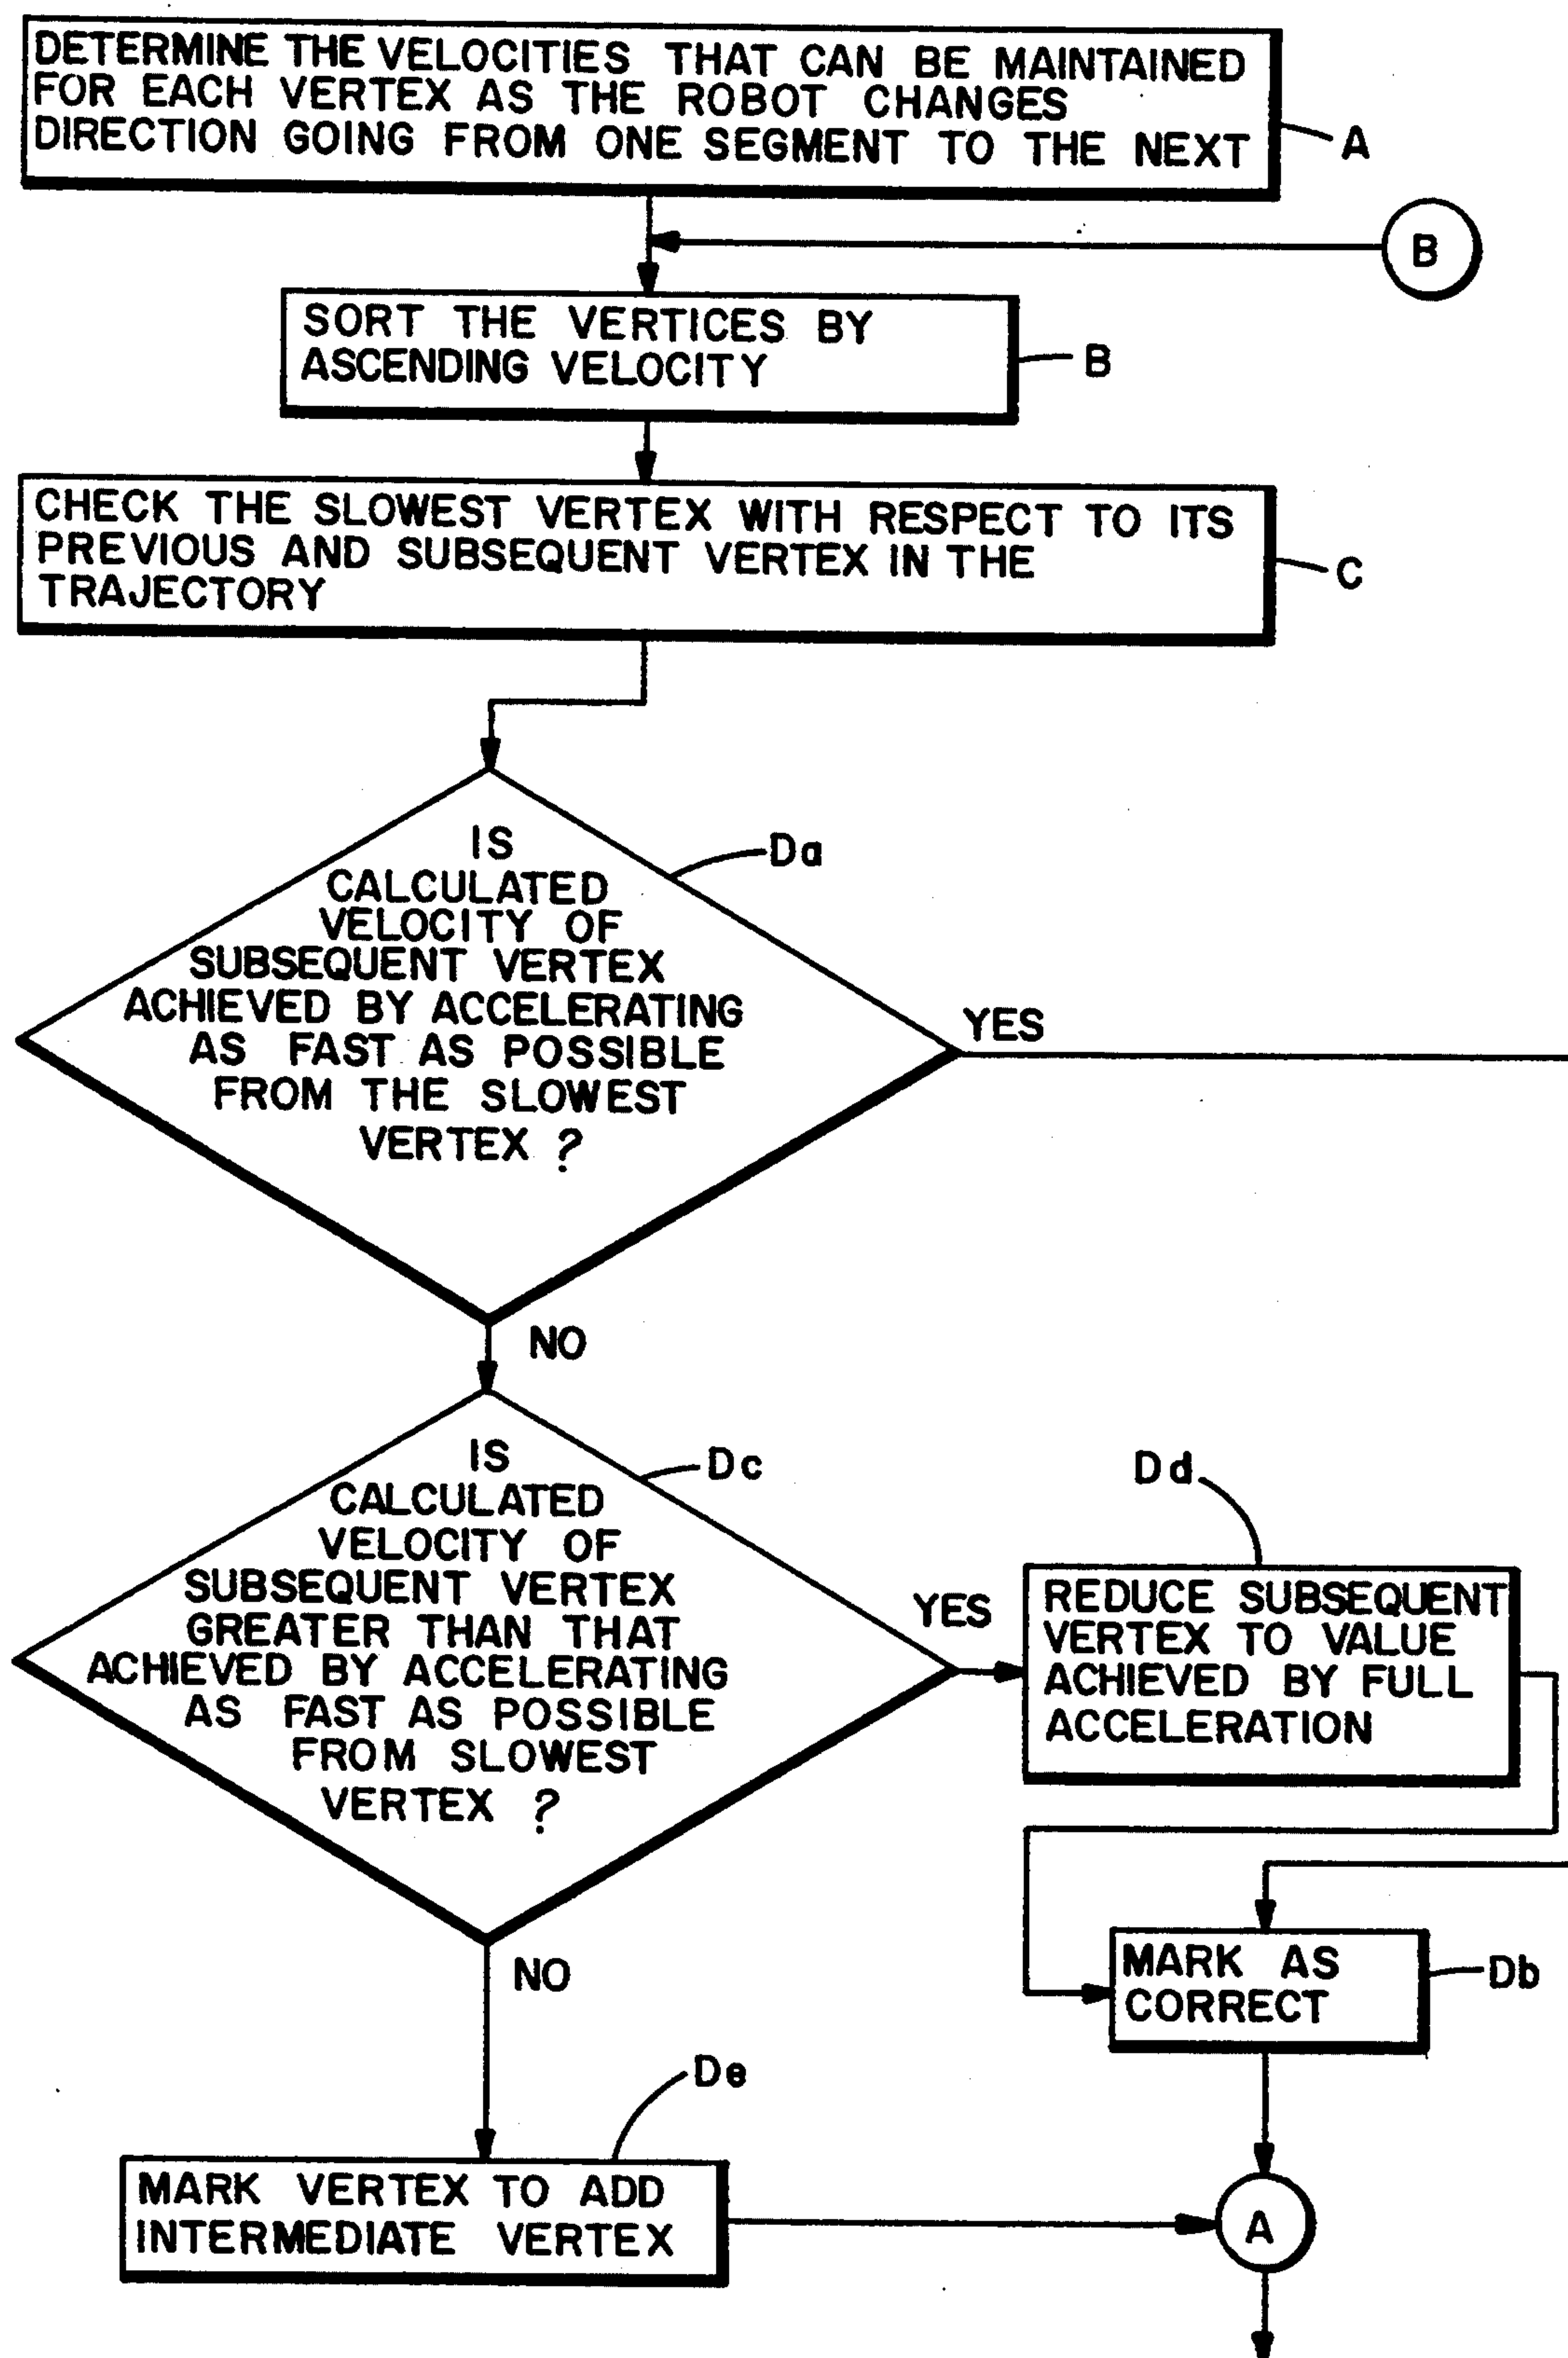 DETERMINE THE VELOCITIES THAT CAN BE MAINTAINED
FOR EACH VERTEX AS THE ROBOT CHANGES
DIRECTION GOING FROM ONE SEGMENT TO THE NEXT
A
B
SORT THE VERTICES BY
ASCENDING VELOCITY
B
CHECK THE SLOWEST VERTEX WITH RESPECT TO ITS
PREVIOUS AND SUBSEQUENT VERTEX IN THE
TRAJECTORY
C
IS
CALCULATED
VELOCITY OF
SUBSEQUENT VERTEX
ACHIEVED BY ACCELERATING
AS FAST AS POSSIBLE
FROM THE SLOWEST
VERTEX ?
Da
YES
NO
IS
CALCULATED
VELOCITY OF
SUBSEQUENT VERTEX
GREATER THAN THAT
ACHIEVED BY ACCELERATING
AS FAST AS POSSIBLE
FROM SLOWEST
VERTEX ?
Dc
YES
Dd
REDUCE SUBSEQUENT
VERTEX TO VALUE
ACHIEVED BY FULL
ACCELERATION
NO
MARK AS
CORRECT
Db
De
MARK VERTEX TO ADD
INTERMEDIATE VERTEX
A